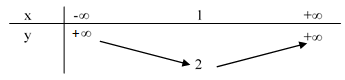 x -∞ 1 +∞
y +∞ +∞
2